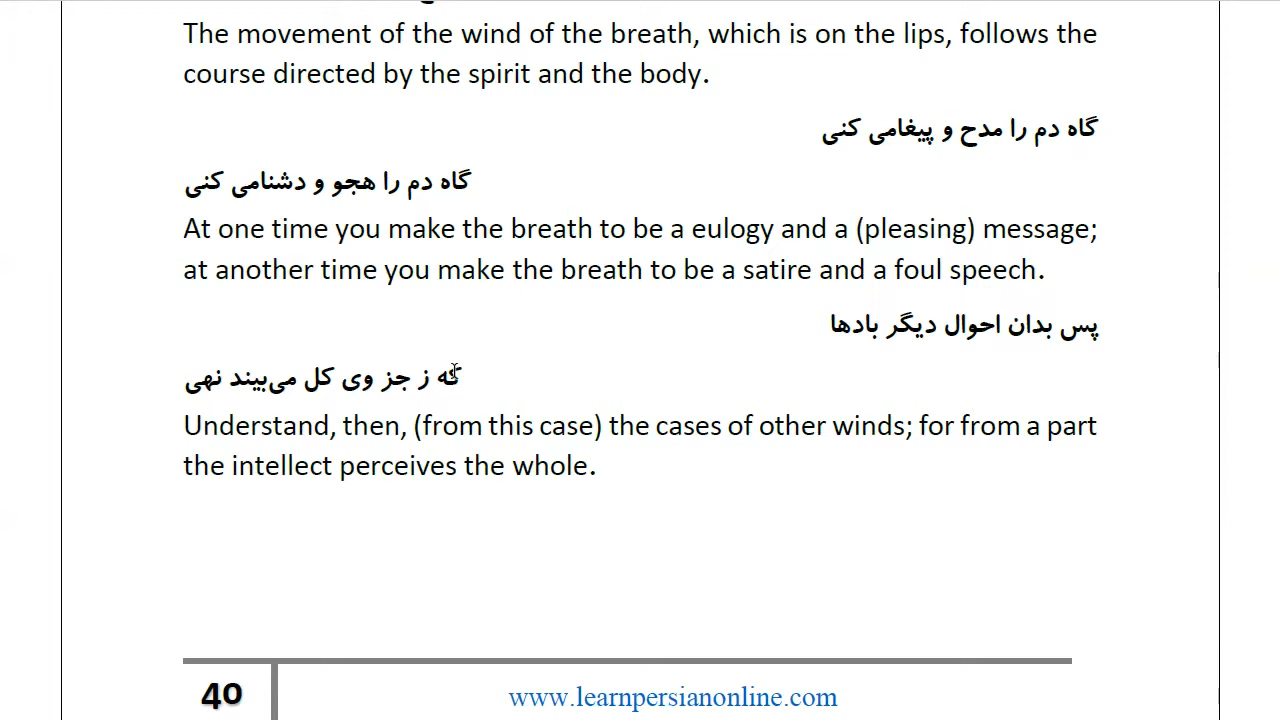 The movement of the wind of the breath, which is on the lips, follows the
course directed by the spirit and the body.
گاه دم را مدح و پیغامی کنی
گاه دم را هجو و دشنامی کنی
At one time you make the breath to be a eulogy and a (pleasing) message;
at another time you make the breath to be a satire and a foul speech.
پس بدان احوال دیگر بادها
که ز جز وی کل می‌بیند نهی
Understand, then, (from this case) the cases of other winds; for from a part
the intellect perceives the whole.
40
www.learnpersianonline.com